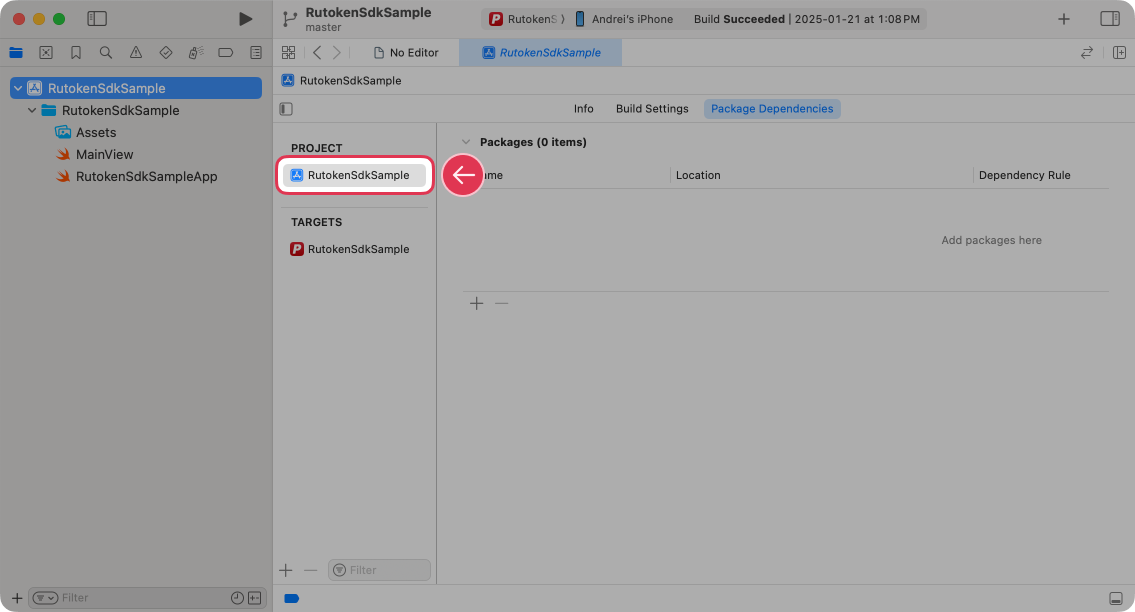 RutokenSdkSample
master
Build Succeeded | 2025-01-21 at 1:08 PM
Andrei's iPhone
RutokenS
No Editor
RutokenSdkSample
RutokenSdkSample
RutokenSdkSample
RutokenSdkSample
Assets
MainView
RutokenSdkSampleApp
Info
Build Settings
Package Dependencies
PROJECT
RutokenSdkSample
TARGETS
RutokenSdkSample
Packages (0 items)
Location
Dependency Rule
Add packages here
Filter
Filter